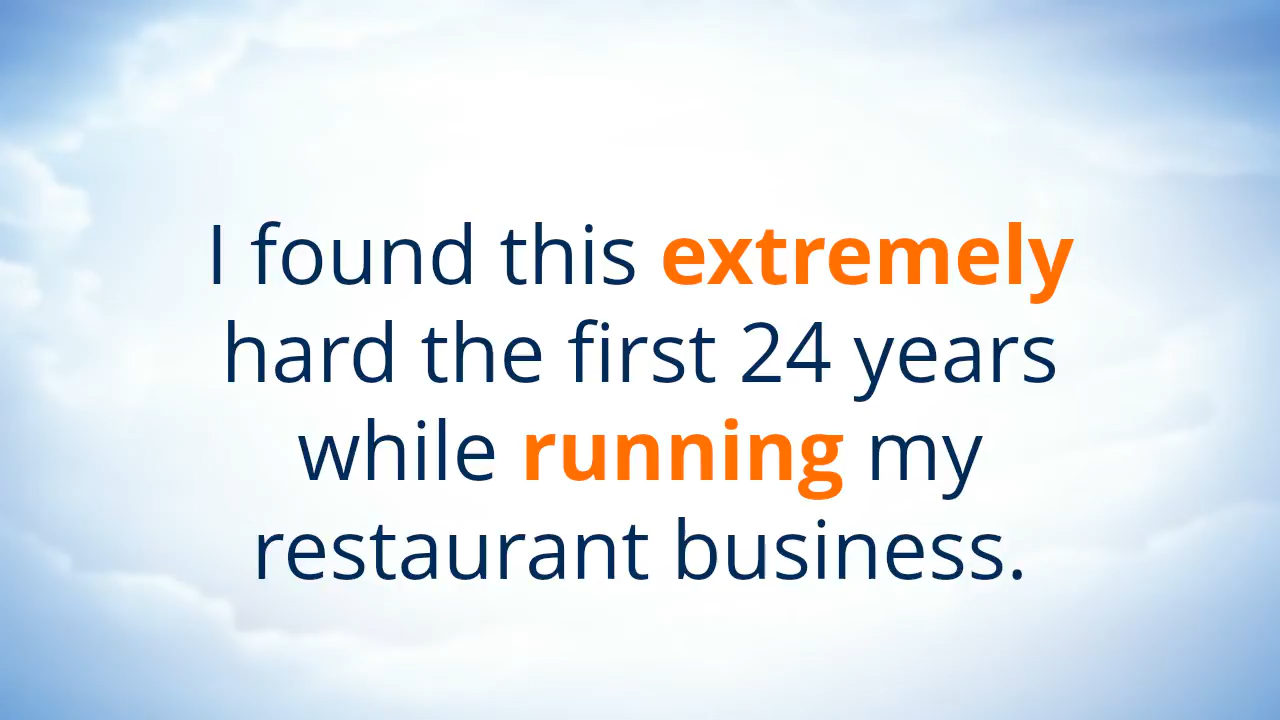 I found this extremely
hard the first 24 years
while running my
restaurant business.